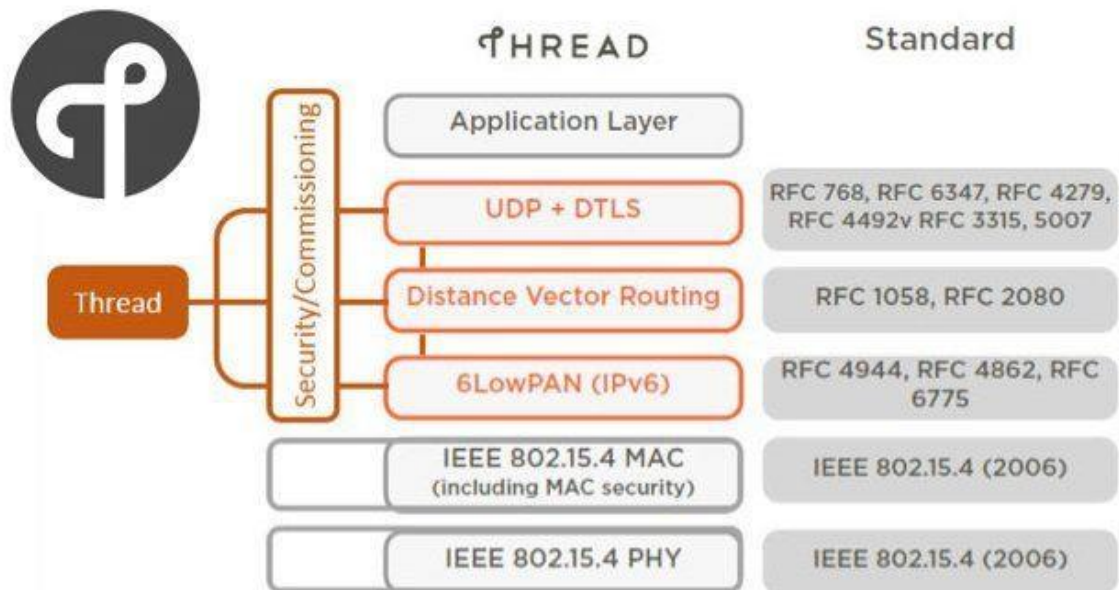 THREAD
Standard
Application Layer
Security/Commissioning
UDP + DTLS
RFC 768, RFC 6347, RFC 4279,
RFC 4492v RFC 3315, 5007
Thread
Distance Vector Routing
RFC 1058, RFC 2080
6LowPAN (IPv6)
RFC 4944, RFC 4862, RFC
6775
IEEE 802.15.4 MAC
(including MAC security)
IEEE 802.15.4 (2006)
IEEE 802.15.4 PHY
IEEE 802.15.4 (2006)